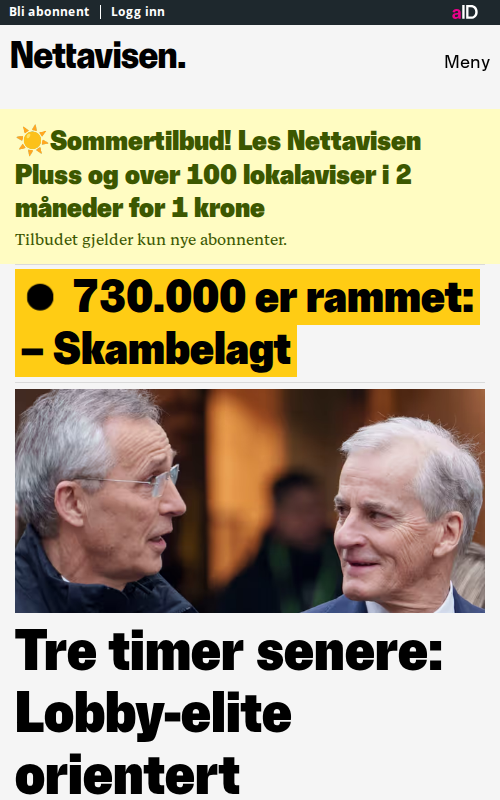 Bli abonnent
Logg inn
aID
Nettavisen.
Meny
☀️Sommertilbud! Les Nettavisen
Pluss og over 100 lokalaviser i 2
måneder for 1 krone
Tilbudet gjelder kun nye abonnenter.
● 730.000 er rammet:
– Skambelagt
Tre timer senere:
Lobby-elite
orientert